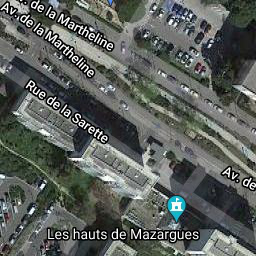 de la Martheline
Av. de la Martheline
Rue de la Sarette
Av. de
Les hauts de Mazargues